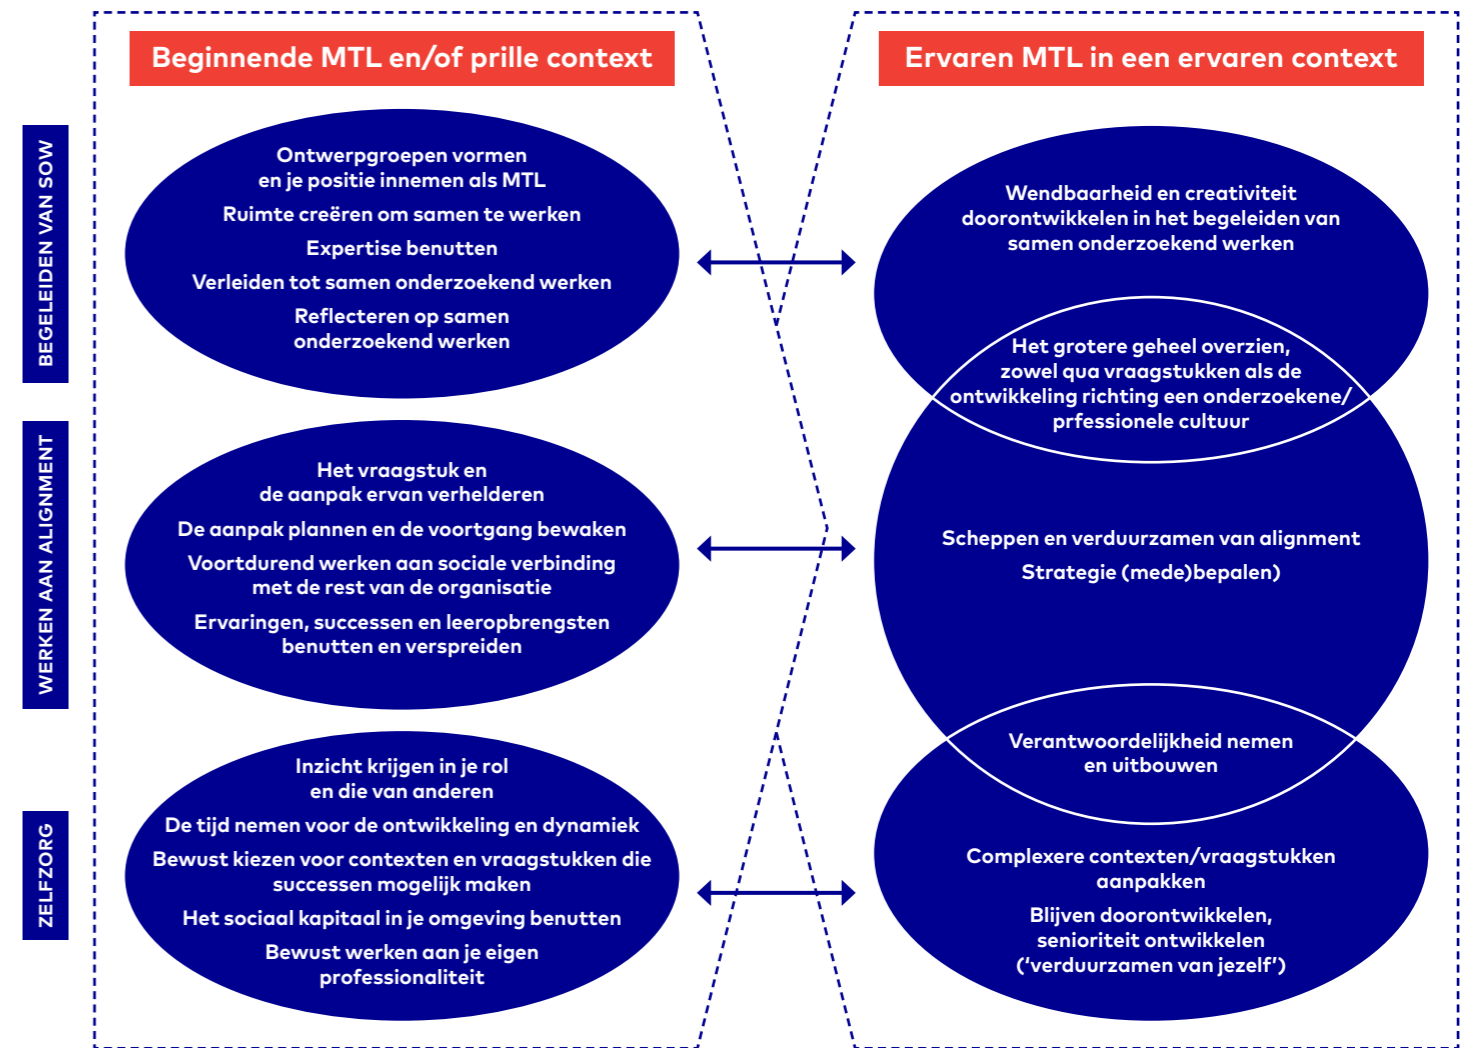 Beginnende MTL en/of prille context
BEGELEIDEN VAN SOW
Ontwerpgroepen vormen
en je positie innemen als MTL
Ruimte creëren om samen te werken
Expertise benutten
Verleiden tot samen onderzoekend werken
Reflecteren op samen
onderzoekend werken
WERKEN AAN ALIGNMENT
Het vraagstuk en
de aanpak ervan verhelderen
De aanpak plannen en de voortgang bewaken
Voortdurend werken aan sociale verbinding
met de rest van de organisatie
Ervaringen, successen en leeropbrengsten
benutten en verspreiden
ZELFZORG
Inzicht krijgen in je rol
en die van anderen
De tijd nemen voor de ontwikkeling en dynamiek
Bewust kiezen voor contexten en vraagstukken die
successen mogelijk maken
Het sociaal kapitaal in je omgeving benutten
Bewust werken aan je eigen
professionaliteit
Ervaren MTL in een ervaren context
Wendbaarheid en creativiteit
doorontwikkelen in het begeleiden van
samen onderzoekend werken
Het grotere geheel overzien,
zowel qua vraagstukken als de
ontwikkeling richting een onderzoekene/
prfessionele cultuur
Scheppen en verduurzamen van alignment
Strategie (mede)bepalen)
Verantwoordelijkheid nemen
en uitbouwen
Complexere contexten/vraagstukken
aanpakken
Blijven doorontwikkelen,
senioriteit ontwikkelen
(‘verduurzamen van jezelf’)